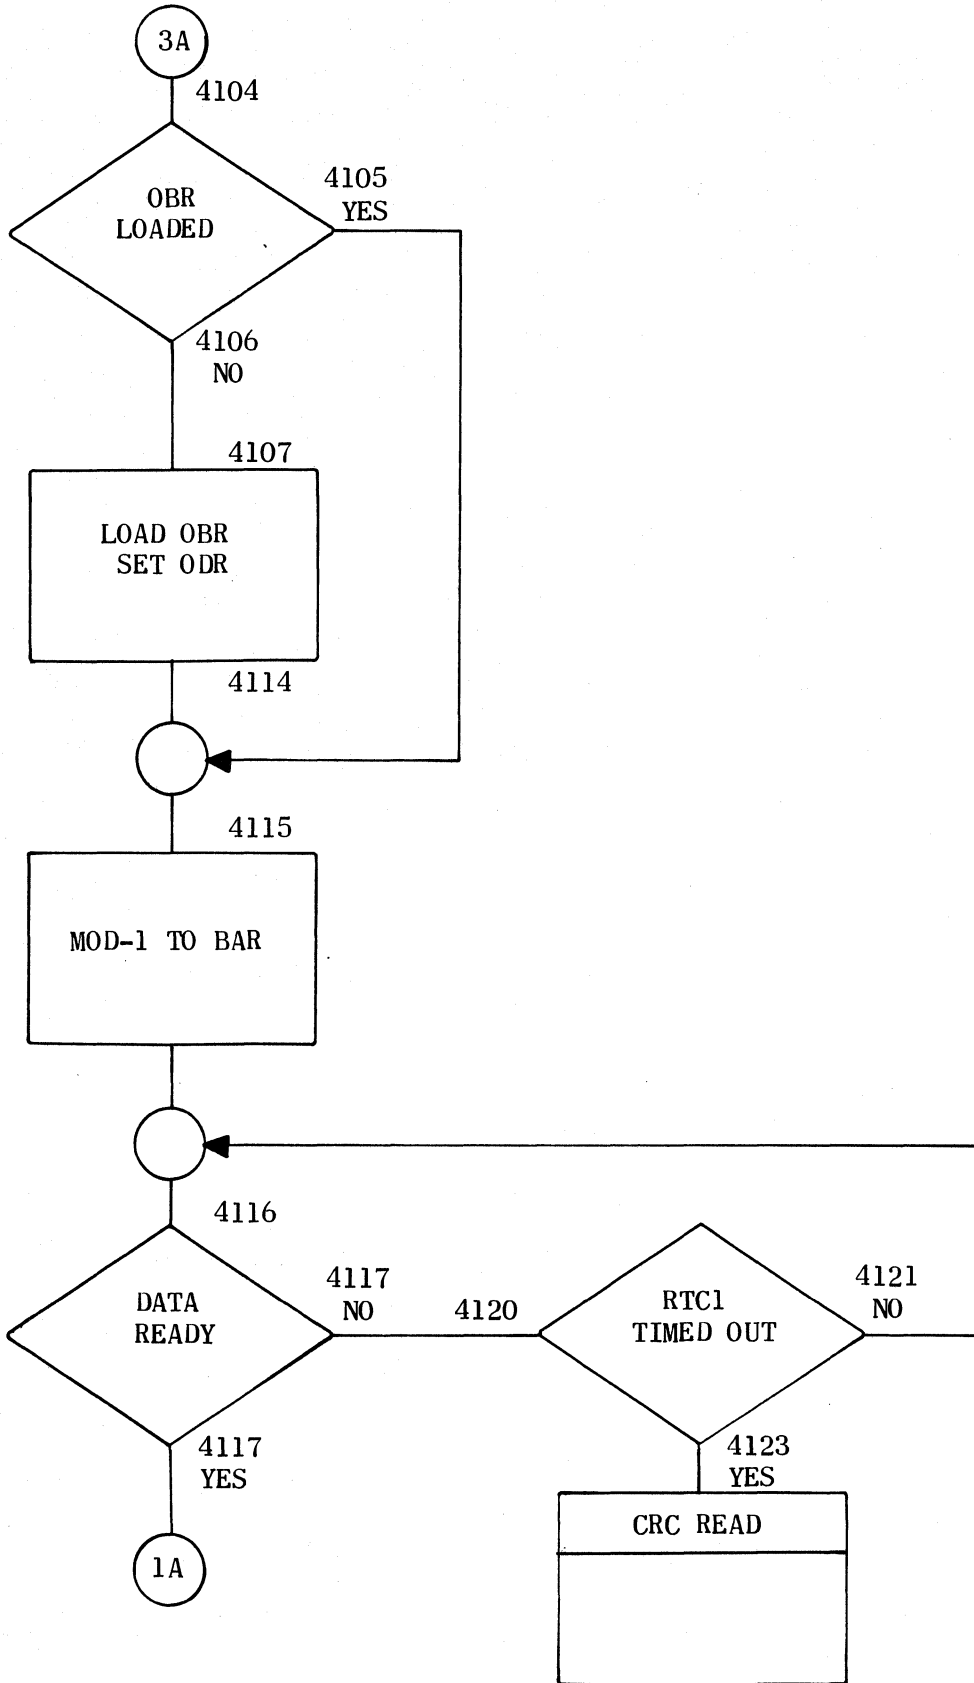 3A
4104
OBR
LOADED
4105
YES
4106
NO
4107
LOAD OBR
SET ODR
4114
4115
MOD-1 TO BAR
4116
DATA
READY
4117
NO
4120
RTC1
TIMED OUT
4121
NO
4117
YES
4123
YES
CRC READ
1A